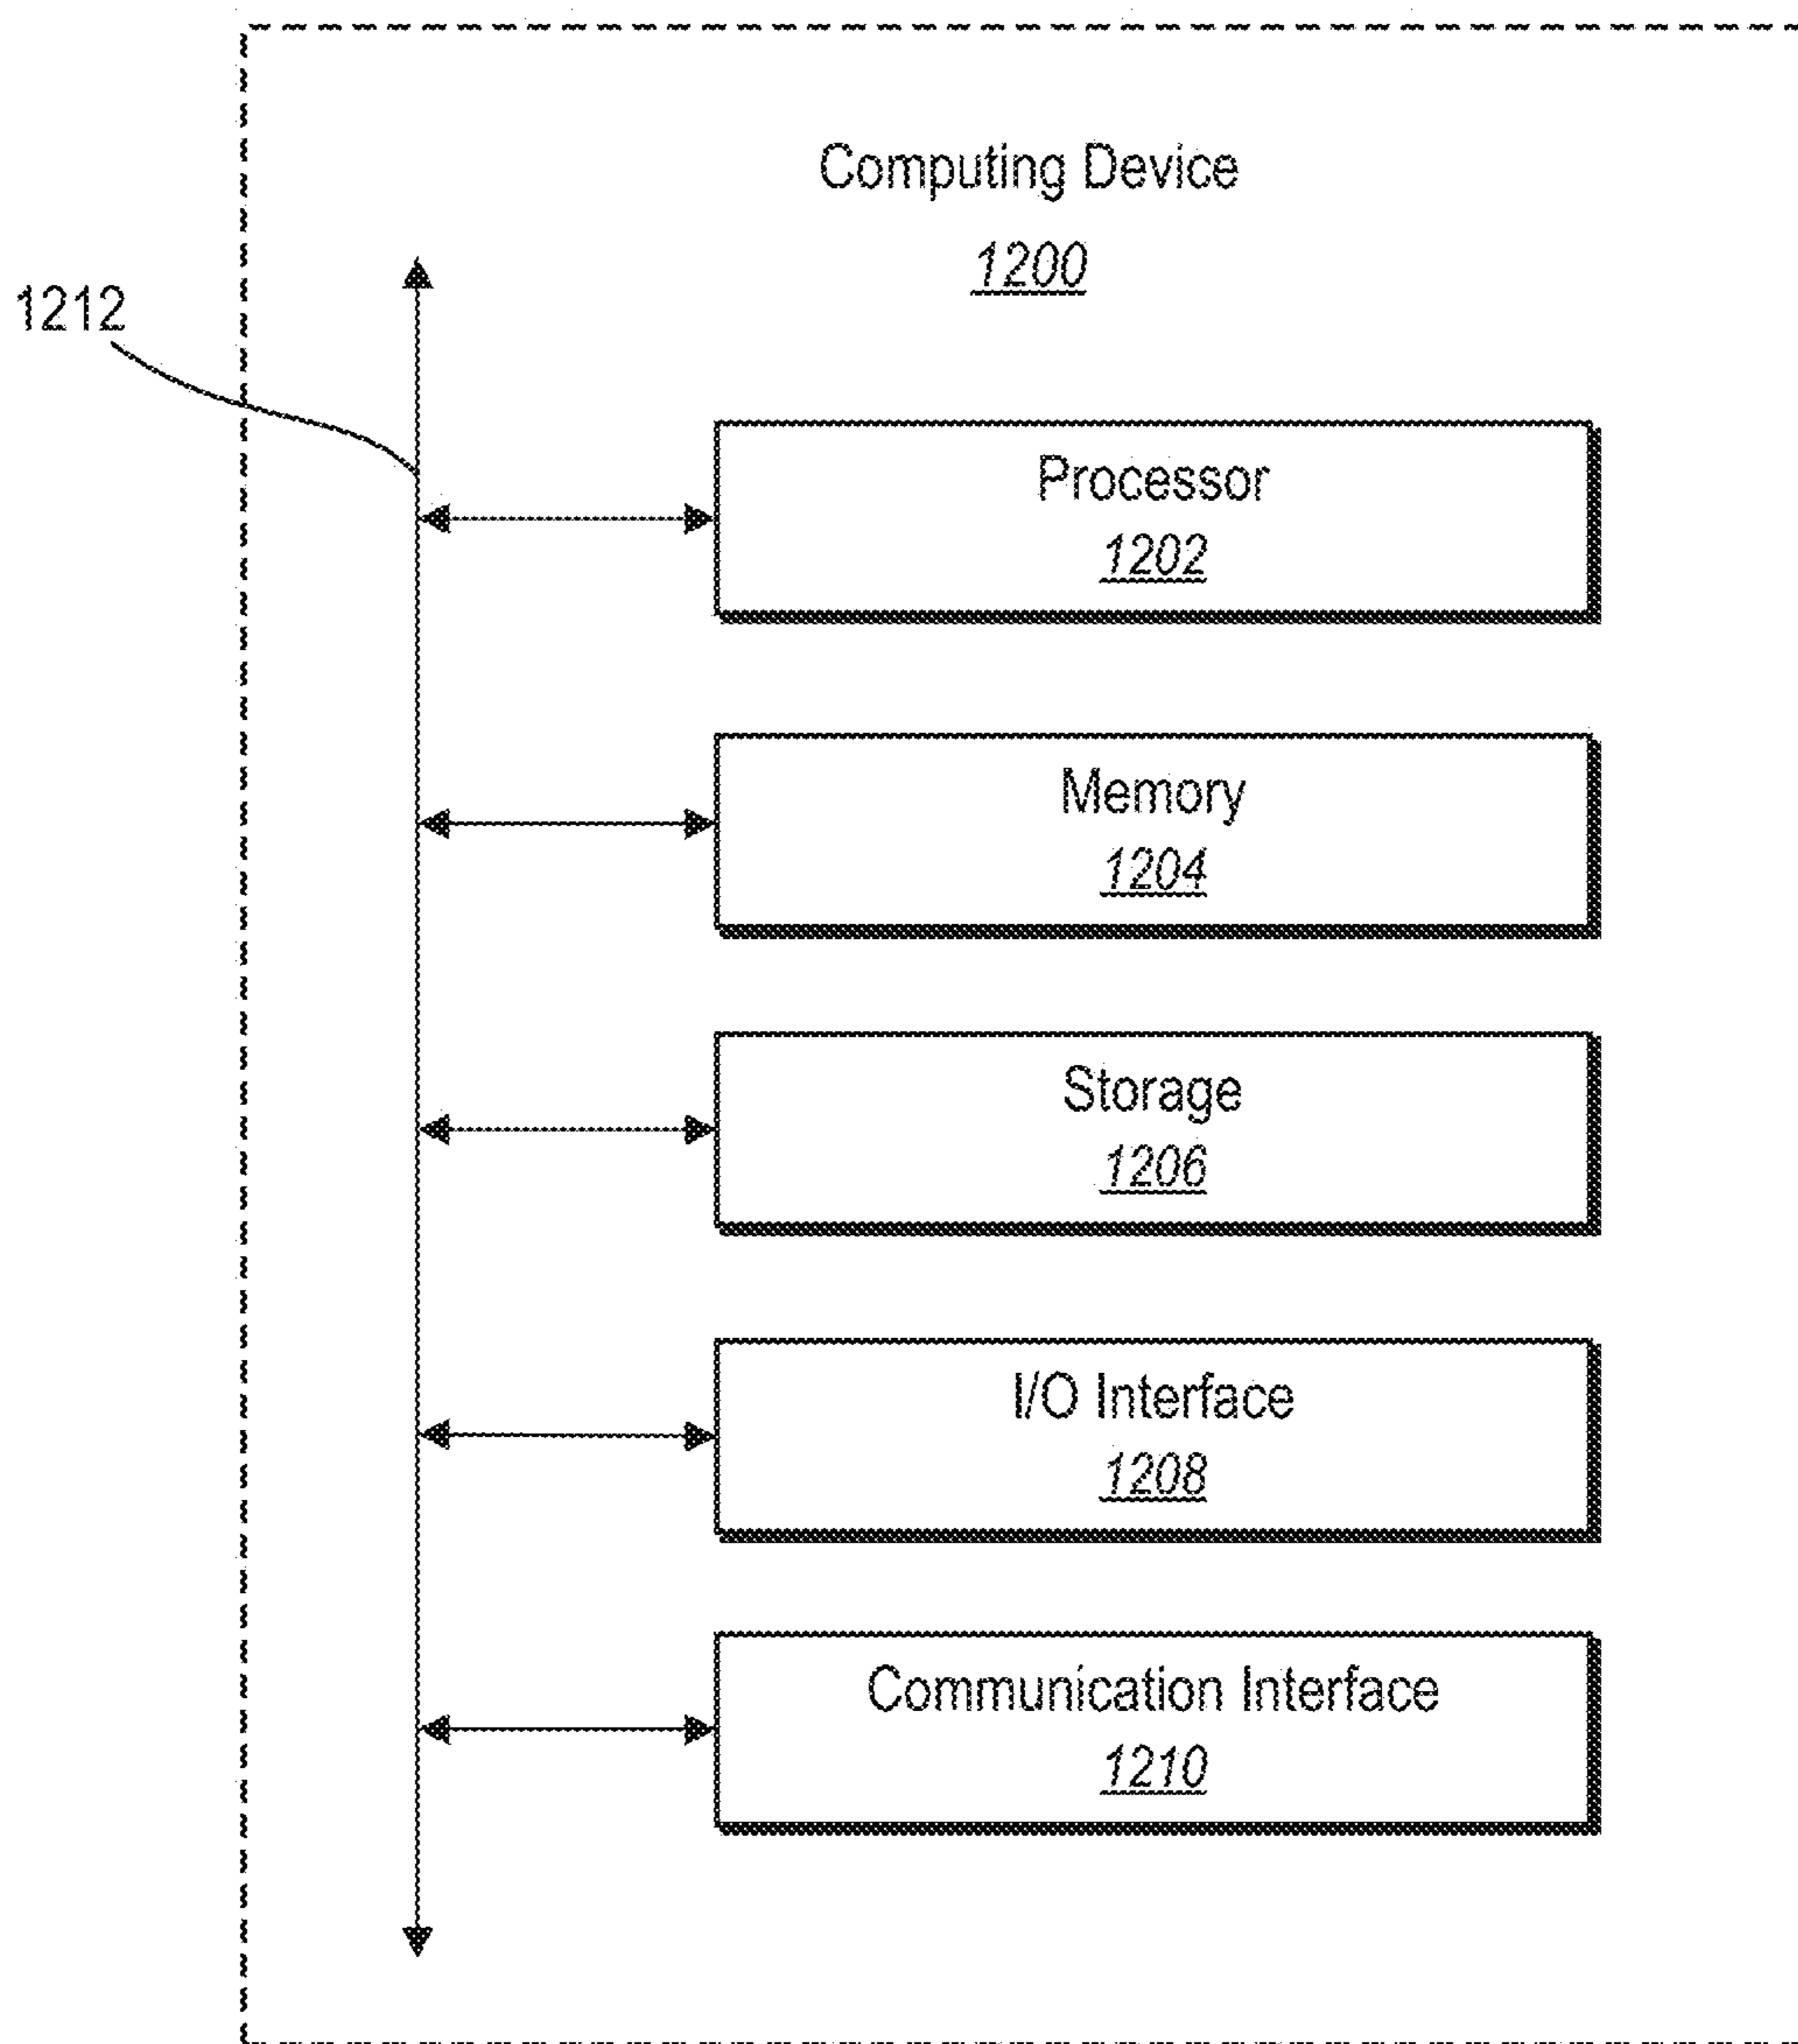 Computing Device
1200
1212
Processor
1202
Memory
1204
Storage
1206
I/O Interface
1208
Communication Interface
1210